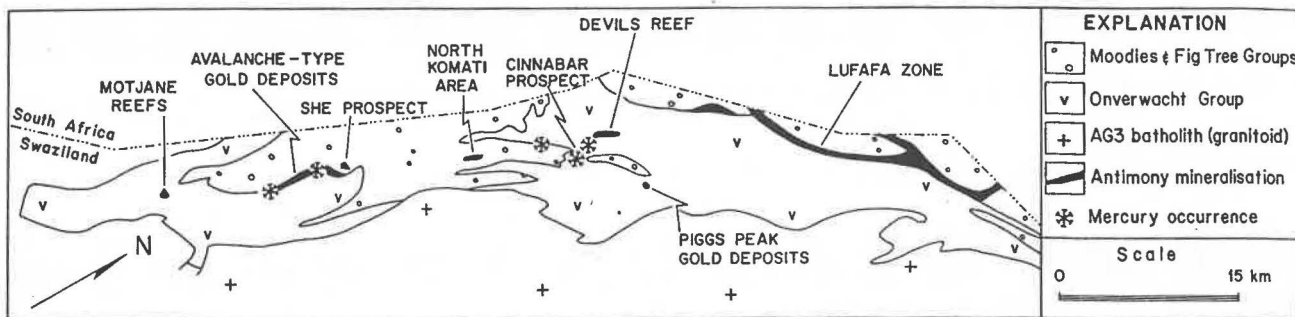 DEVILS REEF
AVALANCHE-TYPE
GOLD DEPOSITS
NORTH
KOMATI
AREA
CINNABAR
PROSPECT
LUFAFA ZONE
MOTJANE
REEFS
SHE PROSPECT
South Africa
Swaziland
PIGGS PEAK
GOLD DEPOSITS
N
EXPLANATION
Moodies & Fig Tree Groups
v Onverwacht Group
+ AG3 batholith (granitoid)
Antimony mineralisation
Mercury occurrence
Scale
0 15 km